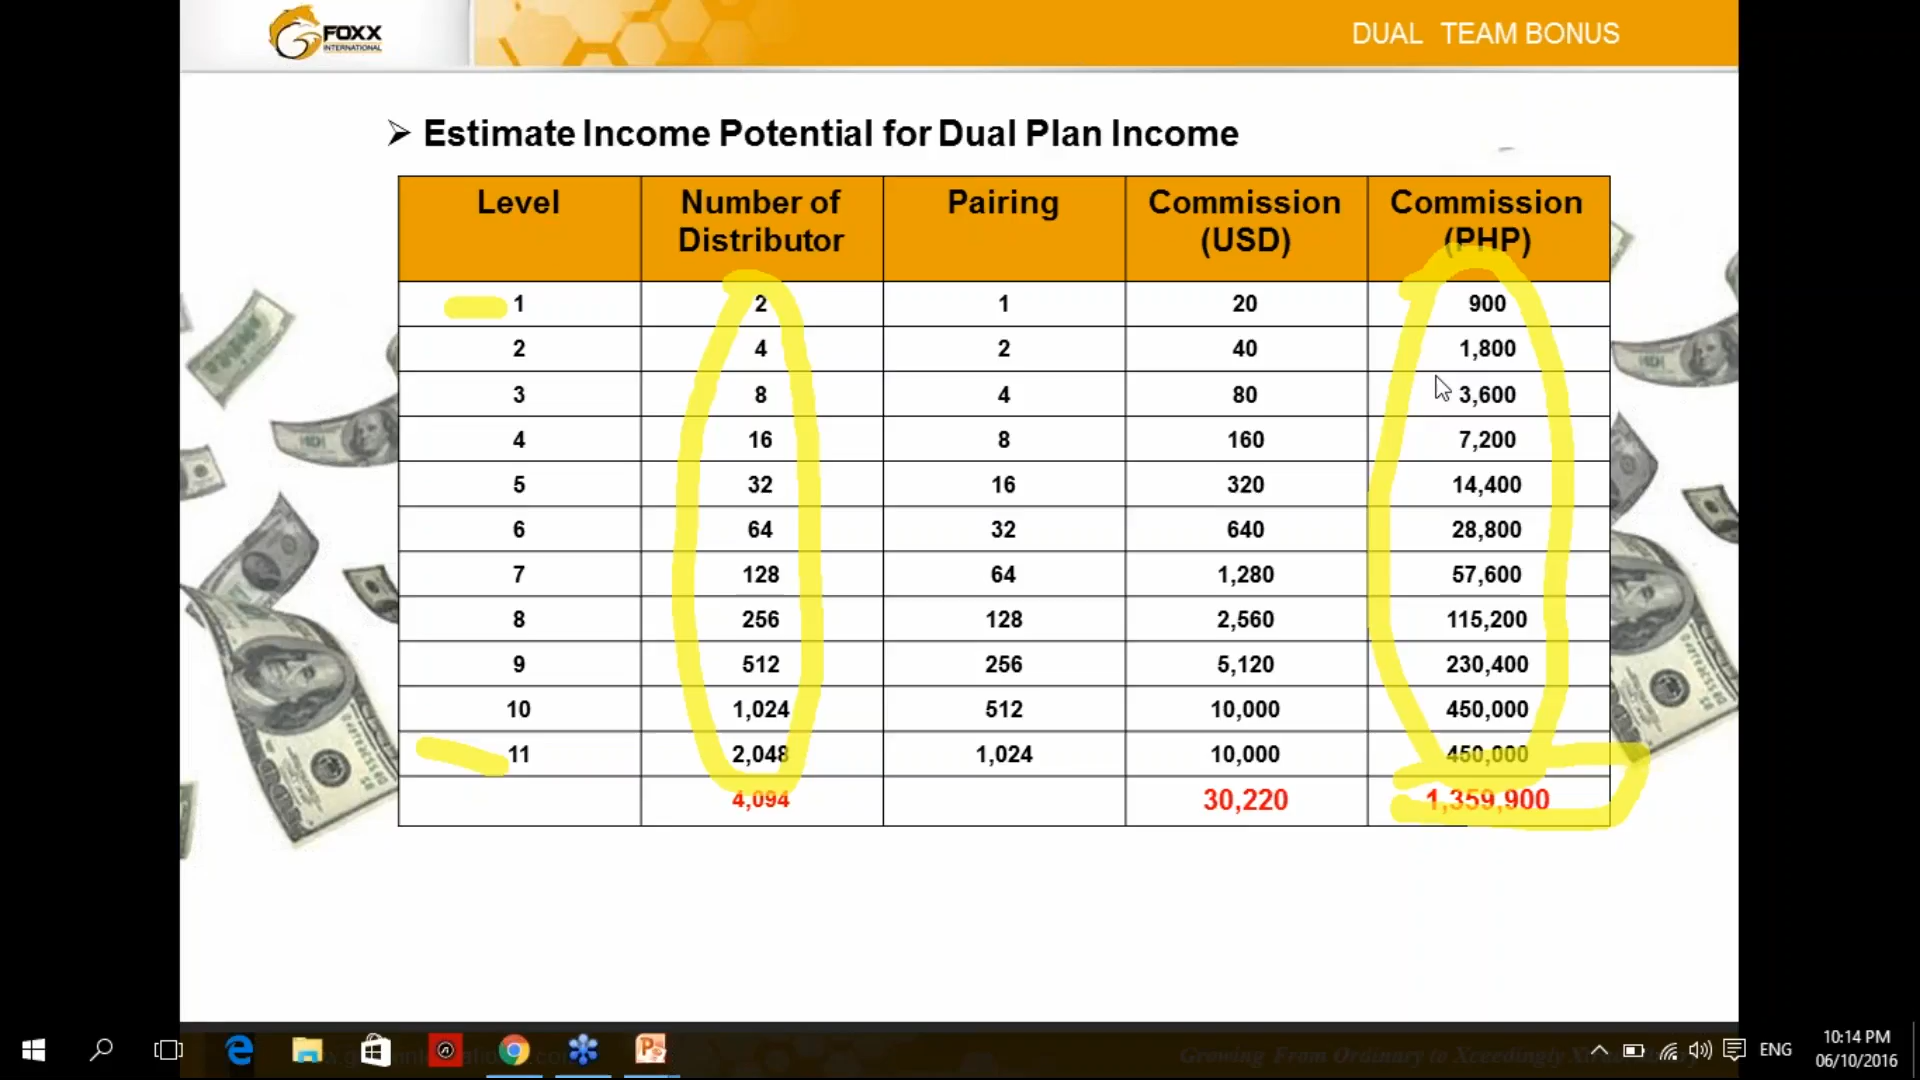 FOXX
INTERNATIONAL
DUAL TEAM BONUS
Estimate Income Potential for Dual Plan Income
Level Number of Distributor Pairing Commission (USD) Commission (PHP)
1 2 1 20 900
2 4 2 40 1,800
3 8 4 80 3,600
4 16 8 160 7,200
5 32 16 320 14,400
6 64 32 640 28,800
7 128 64 1,280 57,600
8 256 128 2,560 115,200
9 512 256 5,120 230,400
10 1,024 512 10,000 450,000
11 2,048 1,024 10,000 450,000
4,094 30,220 1,359,900
Growing From Ordinary to Xceedingly
ENG
10:14 PM
06/10/2016